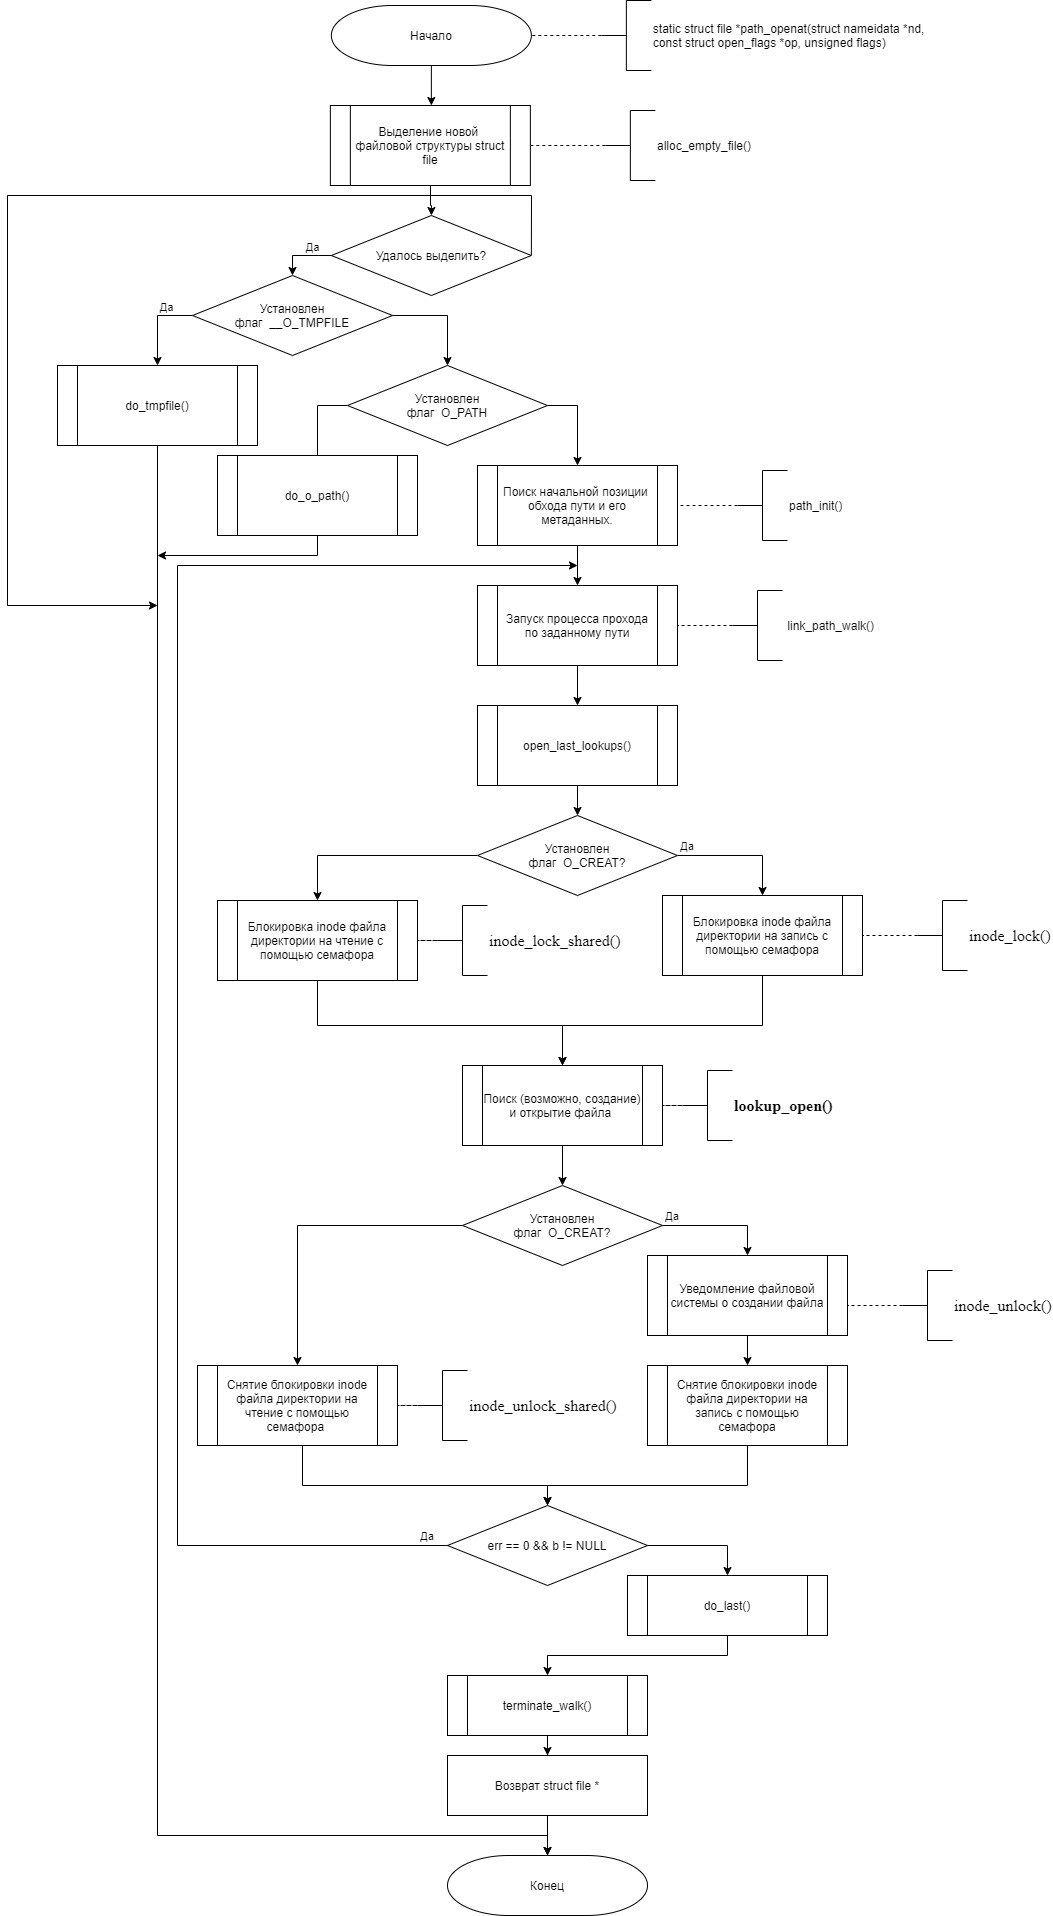 Начало
static struct file *path_openat(struct nameidata *nd,
const struct open_flags *op, unsigned flags)
Выделение новой
файловой структуры struct
file
alloc_empty_file()
Удалось выделить?
Да
Установлен
флаг __O_TMPFILE
Да
do_tmpfile()
Установлен
флаг O_PATH
do_o_path()
Поиск начальной позиции
обхода пути и его
метаданных.
path_init()
Запуск процесса прохода
по заданному пути
link_path_walk()
open_last_lookups()
Установлен
флаг O_CREAT?
Да
Блокировка inode файла
директории на чтение с
помощью семафора
inode_lock_shared()
Блокировка inode файла
директории на запись с
помощью семафора
inode_lock()
Поиск (возможно, создание)
и открытие файла
lookup_open()
Установлен
флаг O_CREAT?
Да
Уведомление файловой
системы о создании файла
inode_unlock()
Снятие блокировки inode
файла директории на
чтение с помощью
семафора
inode_unlock_shared()
Снятие блокировки inode
файла директории на
запись с помощью
семафора
Да
err == 0 && b != NULL
do_last()
terminate_walk()
Возврат struct file *
Конец